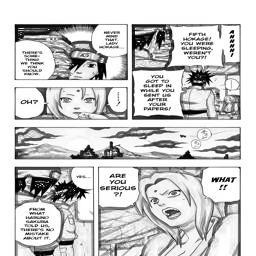 AHHHH!
FIFTH
HOKAGE!
YOU WERE
SLEEPING,
WEREN'T
YOU?!
YOU
GOT TO
SLEEP IN
WHILE YOU
SENT US
AFTER
YOUR
PAPERS!
NEVER
MIND
THAT,
LADY
HOKAGE...
THERE'S
SOME-
THING
WE THINK
YOU
SHOULD
KNOW.
OH?
WHAT!!
ARE
YOU
SERIOUS
?!
YES...
FROM
WHAT
HARUNO
SAKURA
TOLD US,
THERE'S NO
MISTAKE
ABOUT IT.